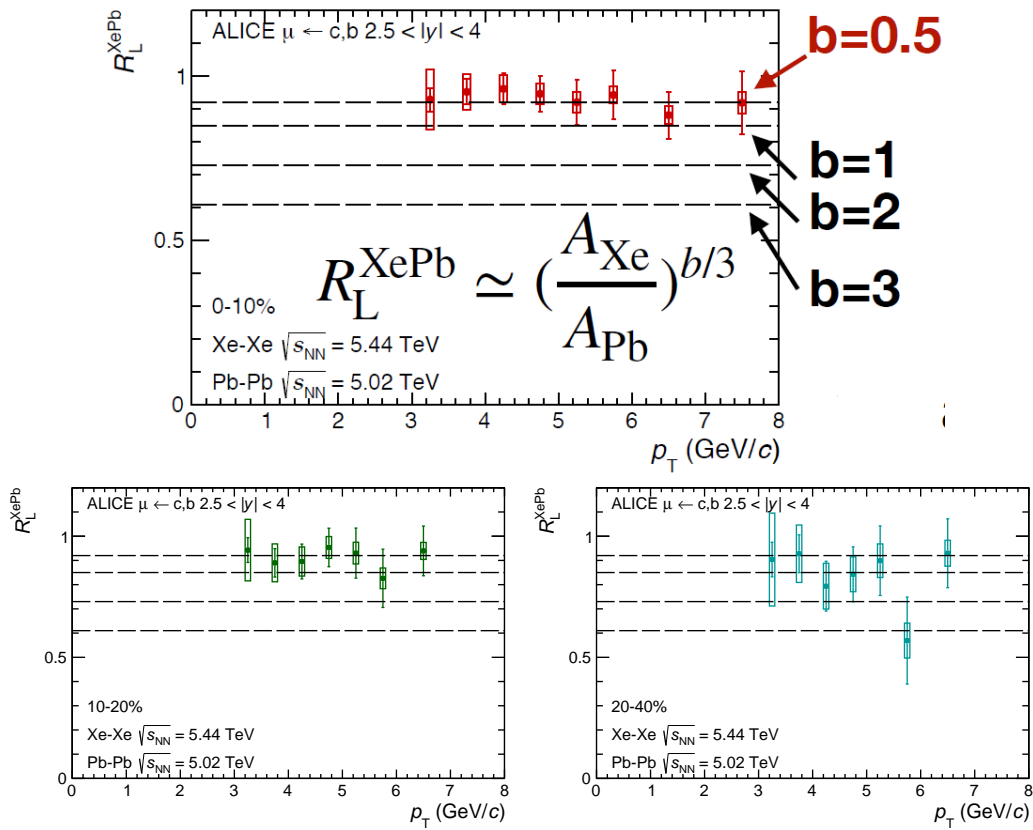 ALICE μ ← c,b 2.5 < |y| < 4
b=0.5
R_L^XePb
1
b=1
b=2
0.5
R_L^XePb ≃ (A_Xe/A_Pb)^b/3
b=3
0-10%
Xe-Xe √s_NN = 5.44 TeV
Pb-Pb √s_NN = 5.02 TeV
0
0 1 2 3 4 5 6 7 8
p_T (GeV/c)
ALICE μ ← c,b 2.5 < |y| < 4
R_L^XePb
1
0.5
10-20%
Xe-Xe √s_NN = 5.44 TeV
Pb-Pb √s_NN = 5.02 TeV
0
0 1 2 3 4 5 6 7 8
p_T (GeV/c)
ALICE μ ← c,b 2.5 < |y| < 4
R_L^XePb
1
0.5
20-40%
Xe-Xe √s_NN = 5.44 TeV
Pb-Pb √s_NN = 5.02 TeV
0
0 1 2 3 4 5 6 7 8
p_T (GeV/c)